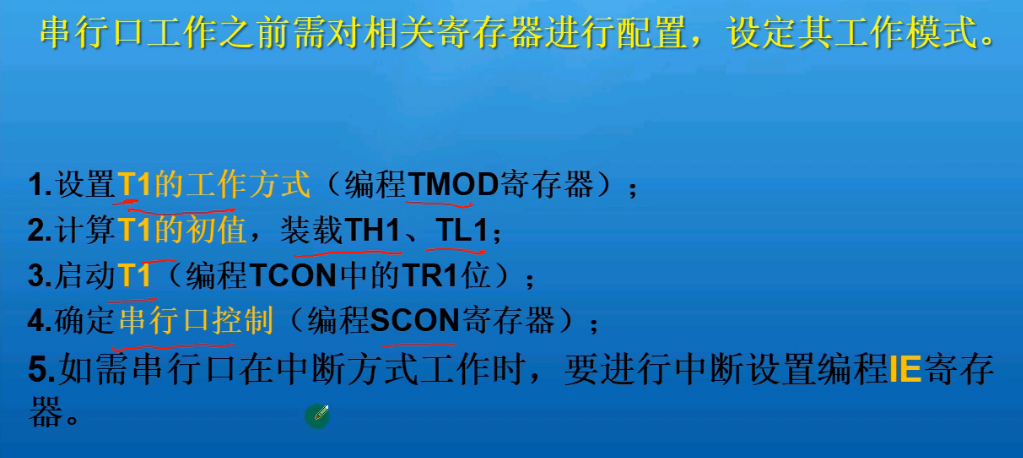 串行口工作之前需对相关寄存器进行配置，设定其工作模式。
1.设置T1的工作方式（编程TMOD寄存器）；
2.计算T1的初值，装载TH1、TL1；
3.启动T1（编程TCON中的TR1位）；
4.确定串行口控制（编程SCON寄存器）；
5.如需串行口在中断方式工作时，要进行中断设置编程IE寄存
器。